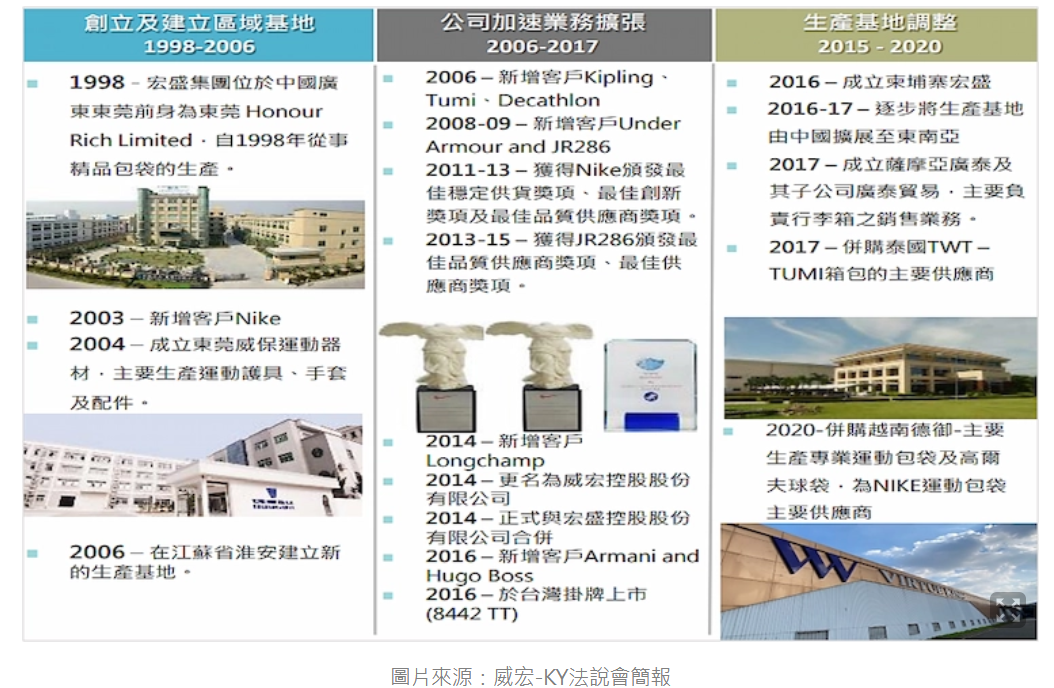 創立及建立區域基地
1998-2006
1998 - 宏盛集團位於中國廣
東東莞前身為東莞 Honour
Rich Limited，自1998年從事
精品包袋的生產。
2003 – 新增客戶Nike
2004 – 成立東莞威保運動器
材，主要生產運動護具、手套
及配件。
2006 – 在江蘇省淮安建立新
的生產基地。
公司加速業務擴張
2006-2017
2006 – 新增客戶Kipling、
Tumi、Decathlon
2008-09 – 新增客戶Under
Armour and JR286
2011-13 – 獲得Nike頒發最
佳穩定供貨獎項、最佳創新
獎項及最佳品質供應商獎項。
2013-15 – 獲得JR286頒發最
佳品質供應商獎項、最佳供
應商獎項。
2014 – 新增客戶
Longchamp
2014 – 更名為威宏控股股份
有限公司
2014 – 正式與宏盛控股股份
有限公司合併
2016 – 新增客戶Armani and
Hugo Boss
2016 – 於台灣掛牌上市
(8442 TT)
生產基地調整
2015 - 2020
2016 – 成立柬埔寨宏盛
2016-17 – 逐步將生產基地
由中國擴展至東南亞
2017 – 成立薩摩亞廣泰及
其子公司廣泰貿易，主要負
責行李箱之銷售業務。
2017 – 併購泰國TWT –
TUMI箱包的主要供應商
2020-併購越南德御-主要
生產專業運動包袋及高爾
夫球袋，為NIKE運動包袋
主要供應商
圖片來源：威宏-KY法說會簡報